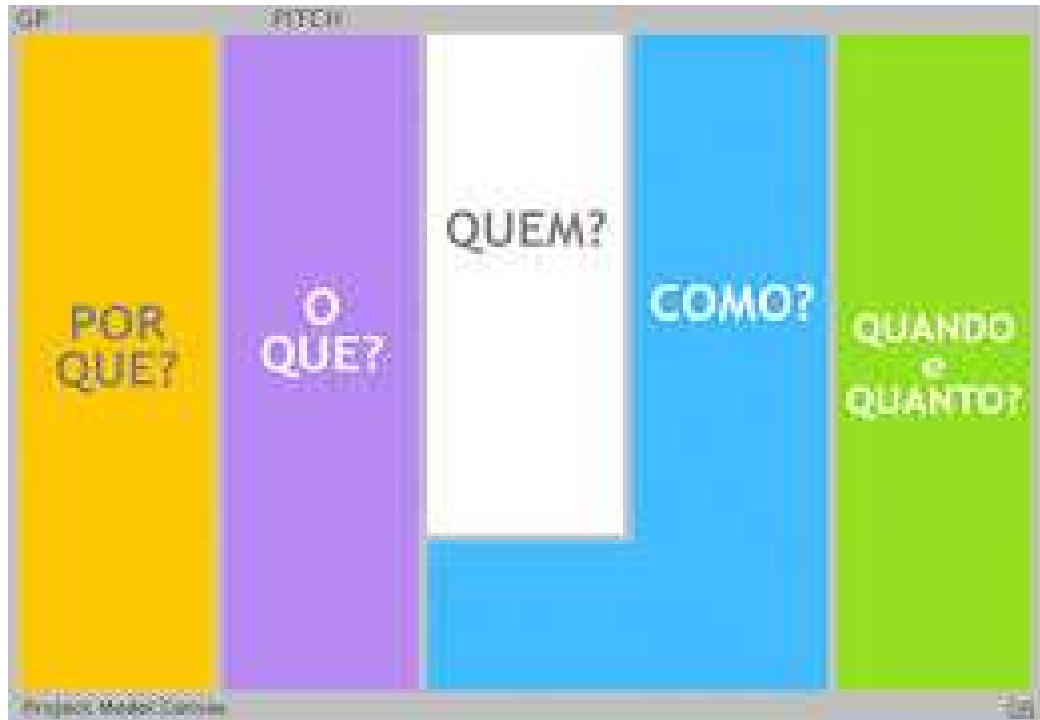 GP
PITCH
POR
QUE?
O
QUE?
QUEM?
COMO?
QUANDO
e
QUANTO?
Project Model Canvas